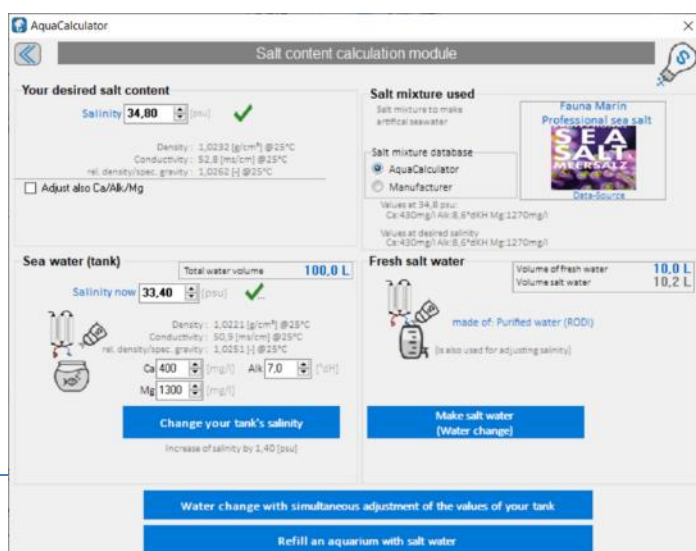 AquaCalculator
Salt content calculation module
Your desired salt content
Salinity 34,80 [psu]
Density : 1,0232 [g/cm³] @25°C
Conductivity : 52,8 [ms/cm] @25°C
rel. density/spec. gravity : 1,0262 [-] @25°C
Adjust also Ca/Alk/Mg
Salt mixture used
Salt mixture to make
artifical seawater
Salt mixture database
AquaCalculator
Manufacturer
Fauna Marin
Professional sea salt
SEA
SALT
MEERSALZ
Data-Source
Values at 34,8 psu:
Ca:430mg/l Alk:8,6°dKH Mg:1270mg/l
Values at desired salinity
Ca:430mg/l Alk:8,6°dKH Mg:1270mg/l
Sea water (tank)
Total water volume 100,0 L
Salinity now 33,40 [psu]
Density : 1,0221 [g/cm³] @25°C
Conductivity : 50,9 [ms/cm] @25°C
rel. density/spec. gravity : 1,0251 [-] @25°C
Ca 400 [mg/l] Alk 7,0 [°dH]
Mg 1300 [mg/l]
Change your tank's salinity
Increase of salinity by 1,40 [psu]
Fresh salt water
Volume of fresh water 10,0 L
Volume salt water 10,2 L
made of: Purified water (RODI)
(is also used for adjusting salinity)
Make salt water
(Water change)
Water change with simultaneous adjustment of the values of your tank
Refill an aquarium with salt water